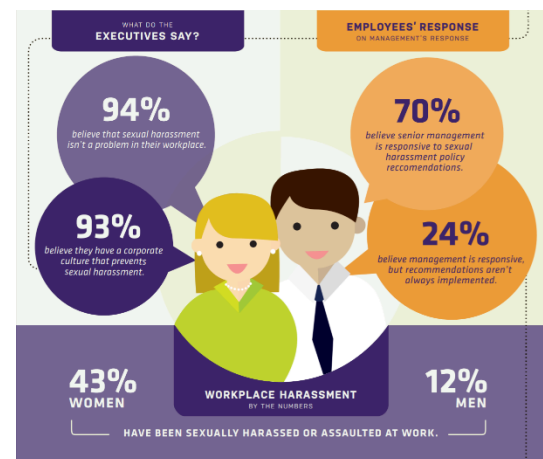 WHAT DO THE
EXECUTIVES SAY?
94%
believe that sexual harassment
isn't a problem in their workplace.
93%
believe they have a corporate
culture that prevents
sexual harassment.
EMPLOYEES' RESPONSE
ON MANAGEMENT'S RESPONSE
70%
believe senior management
is responsive to sexual
harassment policy
reccomendations.
24%
believe management is responsive,
but recommendations aren't
always implemented.
43%
WOMEN
WORKPLACE HARASSMENT
BY THE NUMBERS
12%
MEN
HAVE BEEN SEXUALLY HARASSED OR ASSAULTED AT WORK.